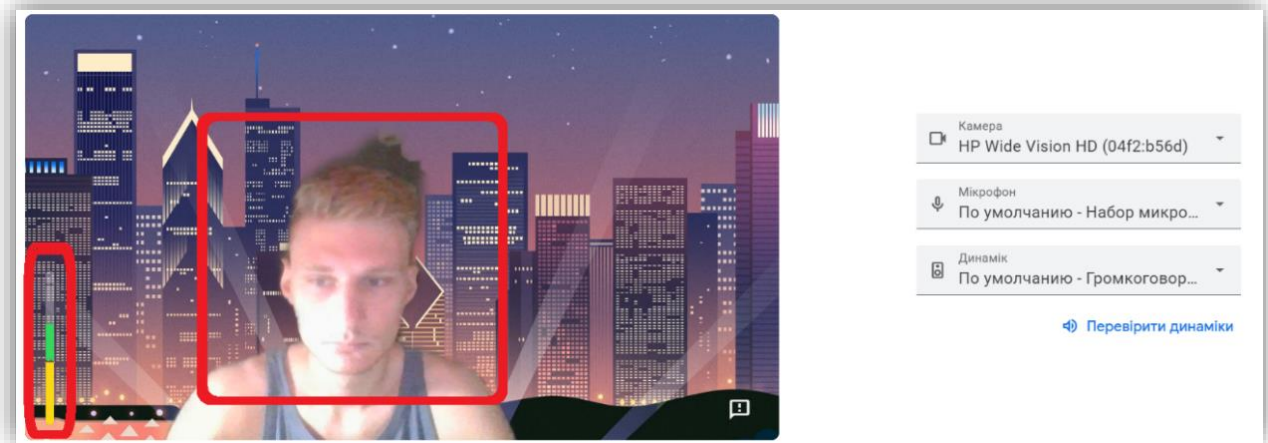 Камера
HP Wide Vision HD (04f2:b56d)
Мікрофон
По умолчанию - Набор микро...
Динамік
По умолчанию - Громкоговор...
Перевірити динаміки